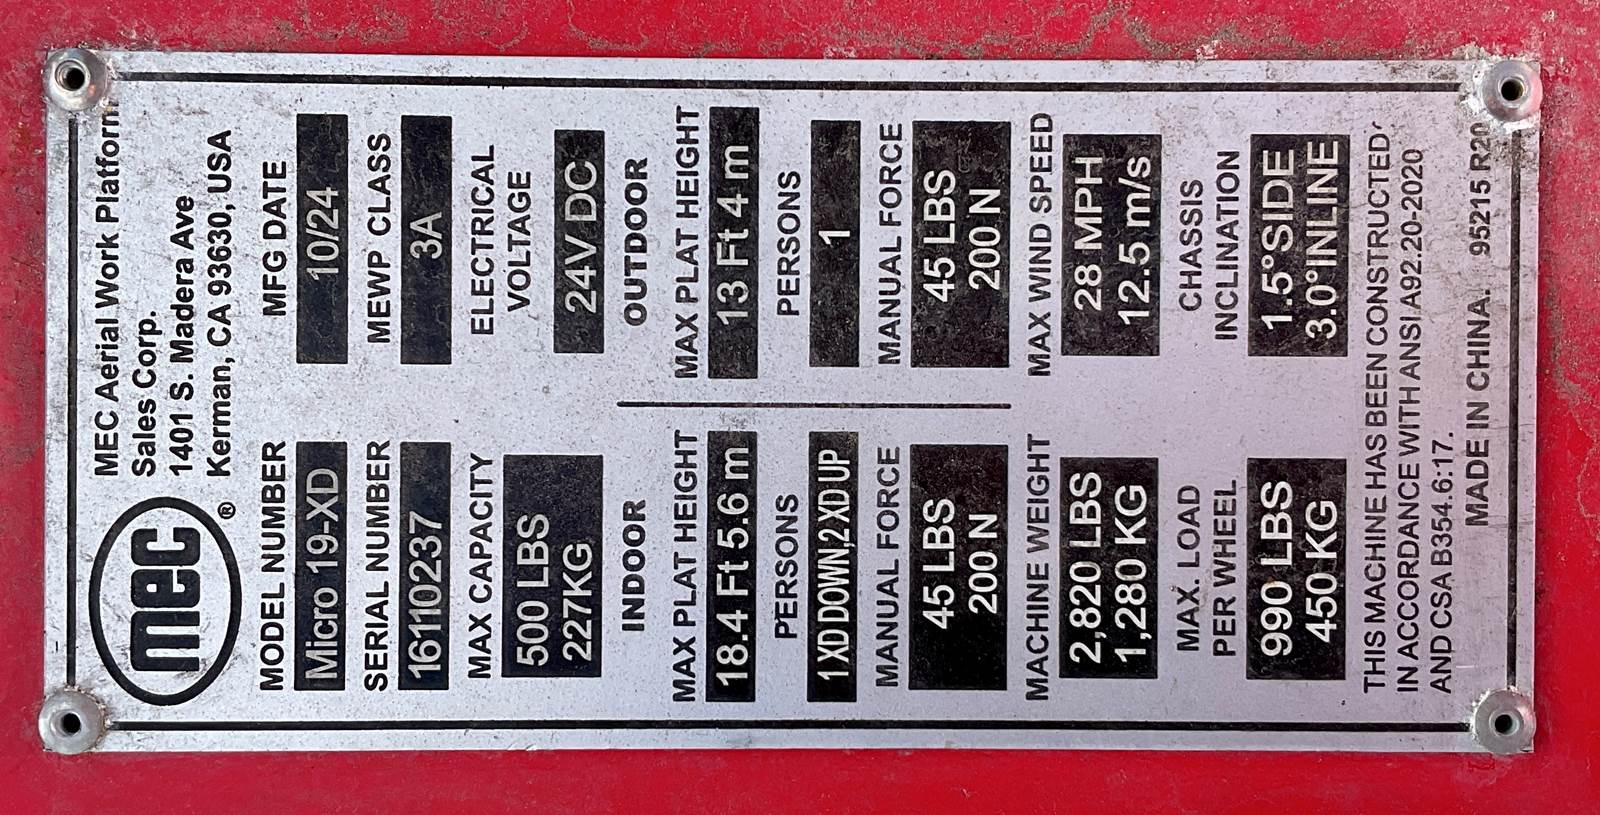 mec®
MEC Aerial Work Platform
Sales Corp.
1401 S. Madera Ave
Kerman, CA 93630, USA
MODEL NUMBER
Micro 19-XD
MFG DATE
10/24
SERIAL NUMBER
16110237
MEWP CLASS
3A
MAX CAPACITY
500 LBS
227KG
ELECTRICAL
VOLTAGE
24V DC
INDOOR
MAX PLAT HEIGHT
18.4 Ft 5.6 m
PERSONS
1 XD DOWN,2 XD UP
MANUAL FORCE
45 LBS
200 N
OUTDOOR
MAX PLAT HEIGHT
13 Ft 4 m
PERSONS
1
MANUAL FORCE
45 LBS
200 N
MACHINE WEIGHT
2,820 LBS
1,280 KG
MAX WIND SPEED
28 MPH
12.5 m/s
MAX. LOAD
PER WHEEL
990 LBS
450 KG
CHASSIS
INCLINATION
1.5°SIDE
3.0°INLINE
THIS MACHINE HAS BEEN CONSTRUCTED
IN ACCORDANCE WITH ANSI A92.20-2020
AND CSA B354.6:17.
MADE IN CHINA. 95215 R20